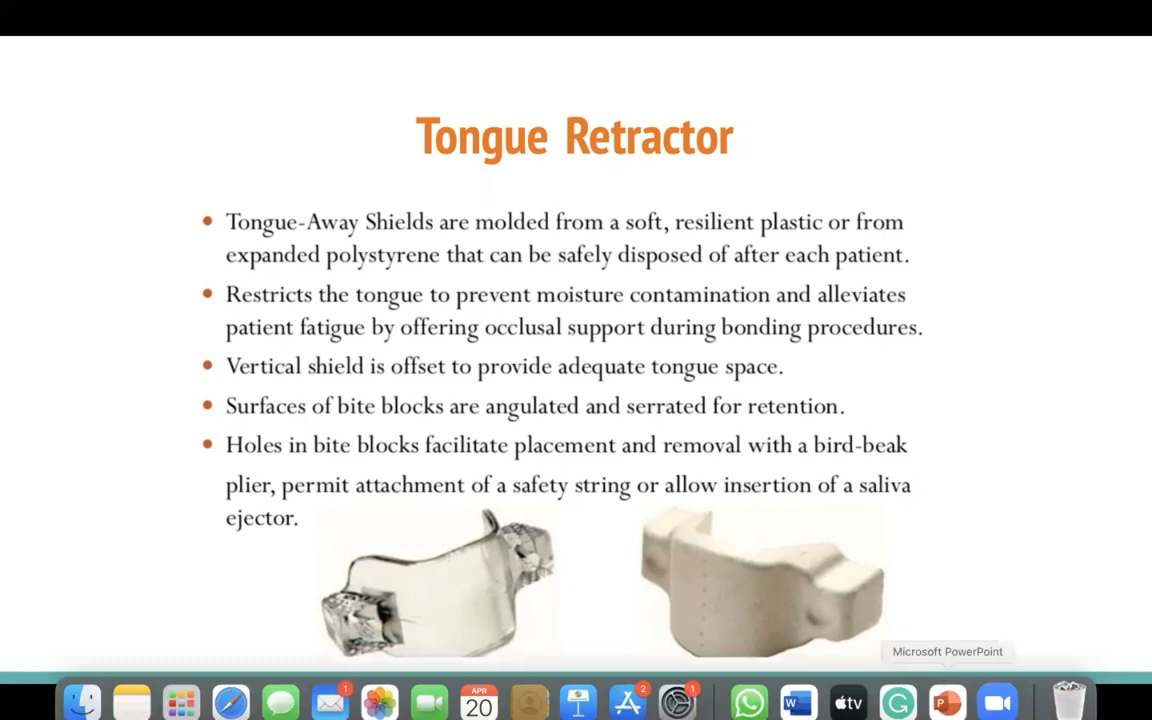 Tongue Retractor
Tongue-Away Shields are molded from a soft, resilient plastic or from
expanded polystyrene that can be safely disposed of after each patient.
Restricts the tongue to prevent moisture contamination and alleviates
patient fatigue by offering occlusal support during bonding procedures.
Vertical shield is offset to provide adequate tongue space.
Surfaces of bite blocks are angulated and serrated for retention.
Holes in bite blocks facilitate placement and removal with a bird-beak
plier, permit attachment of a safety string or allow insertion of a saliva
ejector.
Microsoft PowerPoint
1
APR
20
2
1
W
tv
P